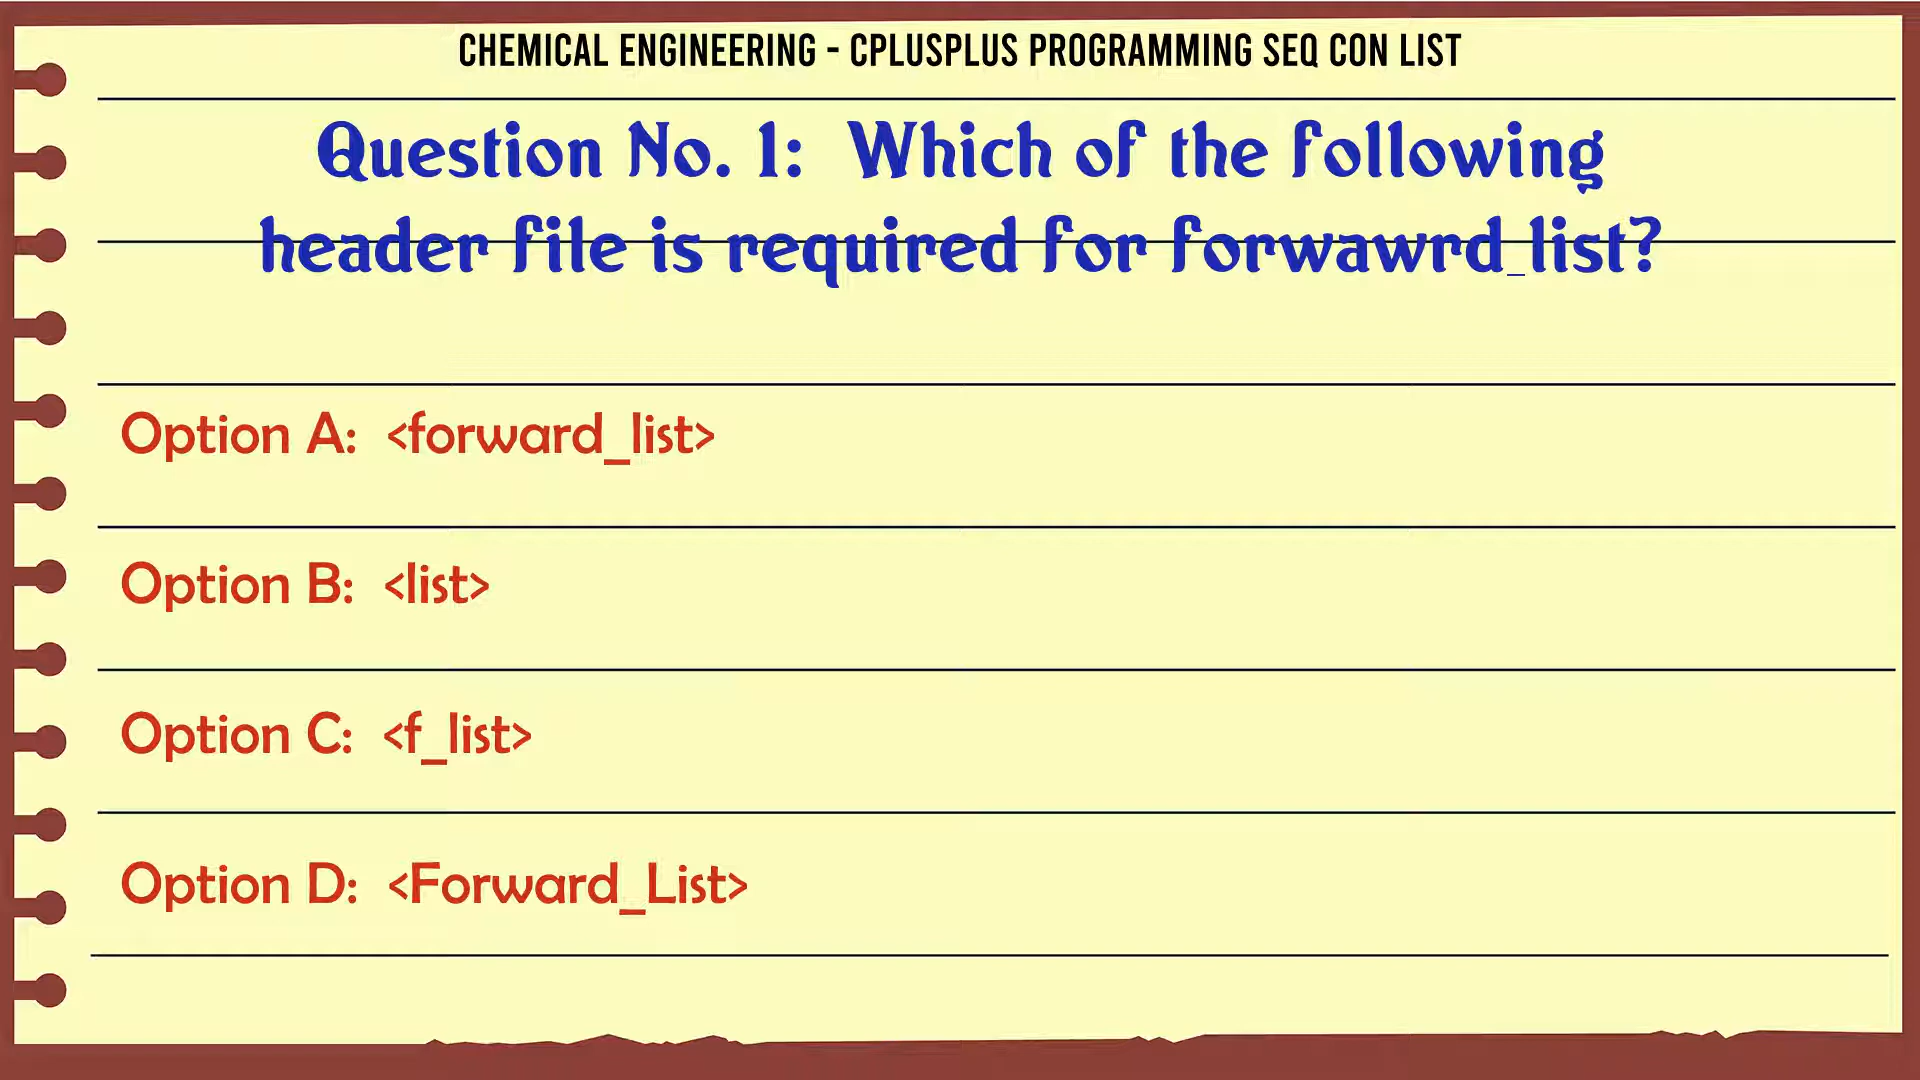 CHEMICAL ENGINEERING - CPLUSPLUS PROGRAMMING SEQ CON LIST
Question No. 1: Which of the following
header file is required for forwawrd_list?
Option A: <forward_list>
Option B: <list>
Option C: <f_list>
Option D: <Forward_List>